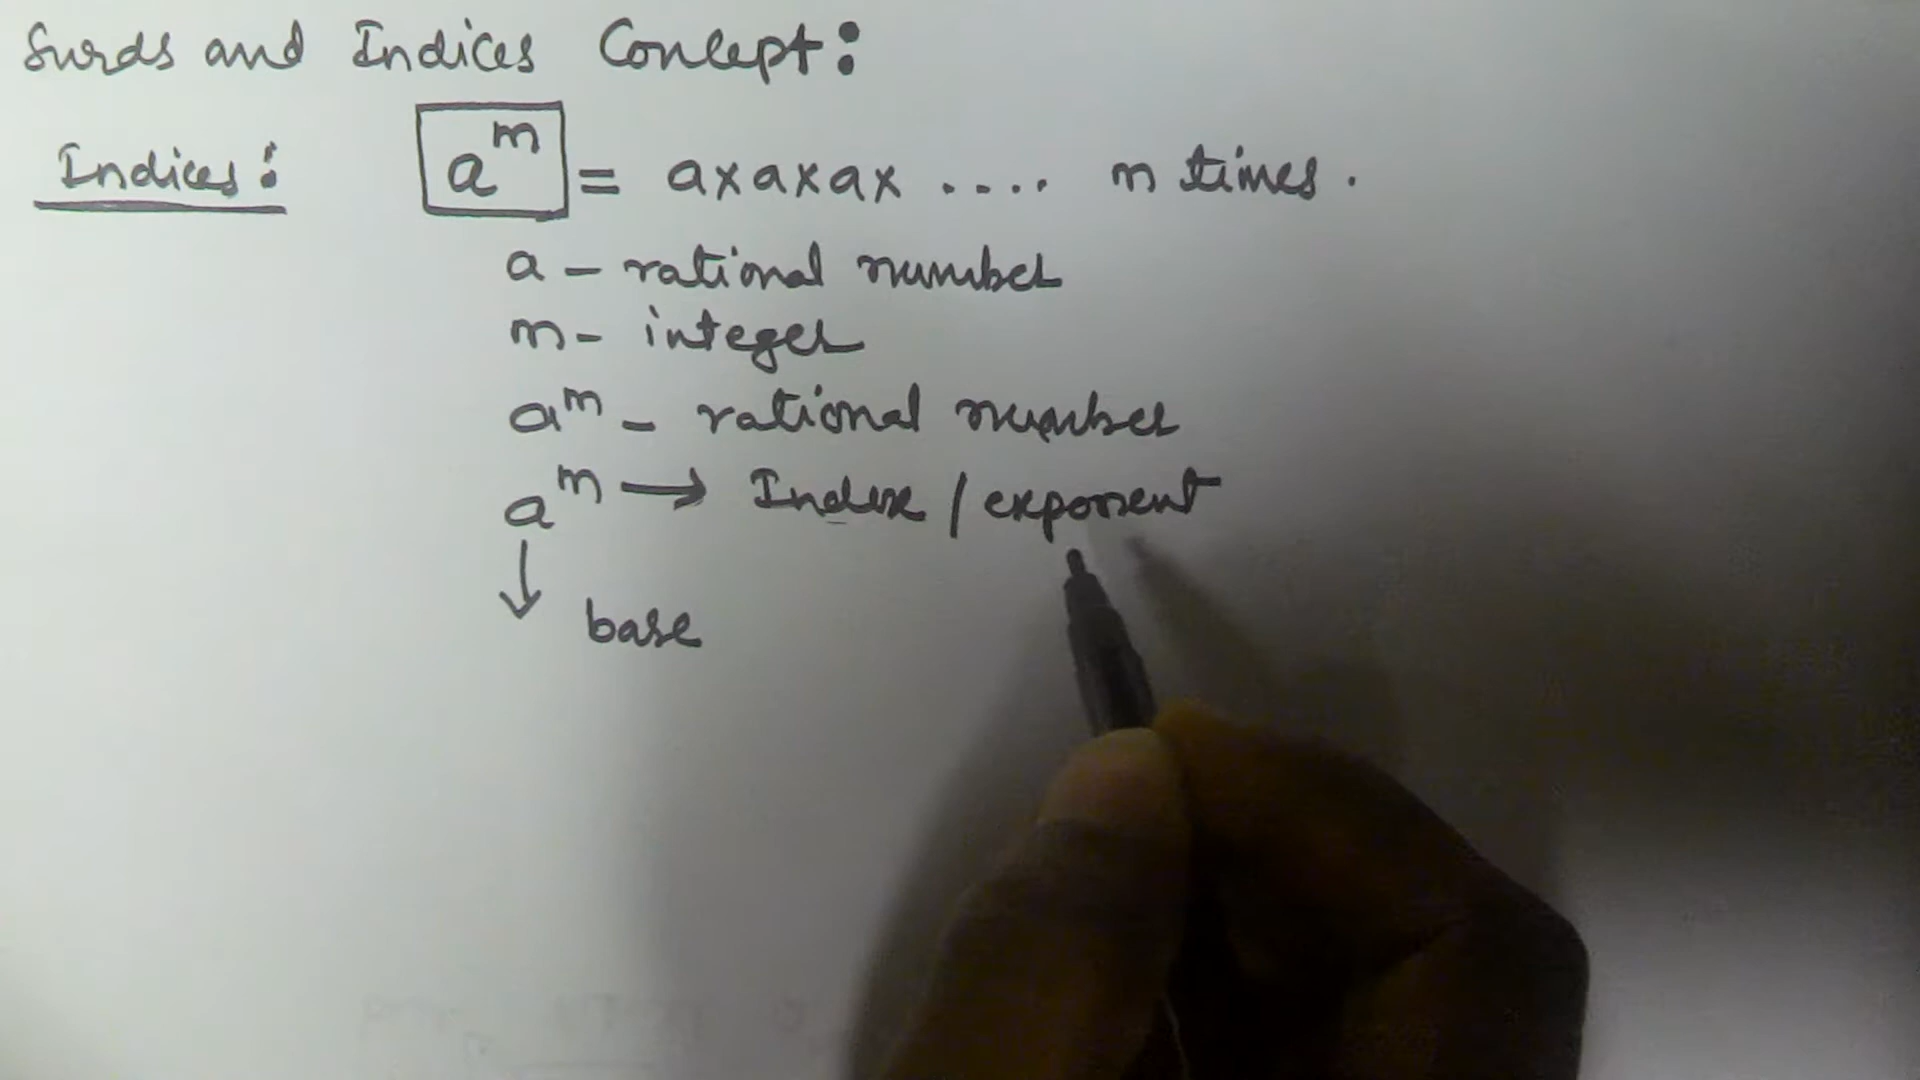 Surds and Indices Concept:
Indices: a^m = a×a×a× .... m times.
a – rational number
m – integer
a^m – rational number
a^m → Index / exponent
↓ base